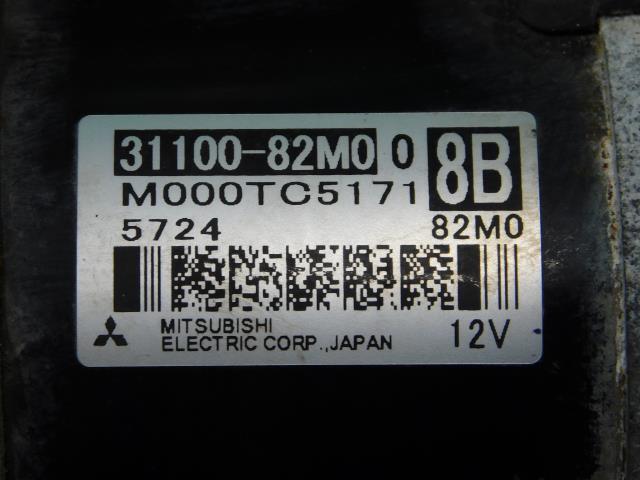 31100-82M0 0 8B
M000TC5171
5724 82M0
MITSUBISHI
ELECTRIC CORP.,JAPAN 12V